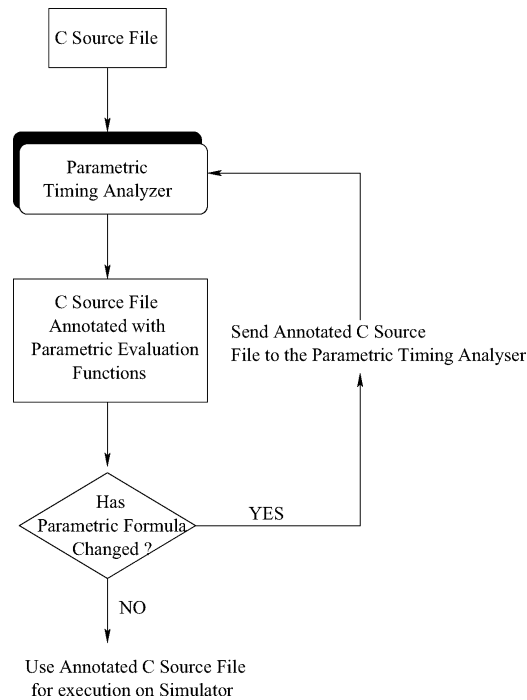 C Source File
Parametric
Timing Analyzer
C Source File
Annotated with
Parametric Evaluation
Functions
Send Annotated C Source
File to the Parametric Timing Analyser
Has
Parametric Formula
Changed ?
YES
NO
Use Annotated C Source File
for execution on Simulator